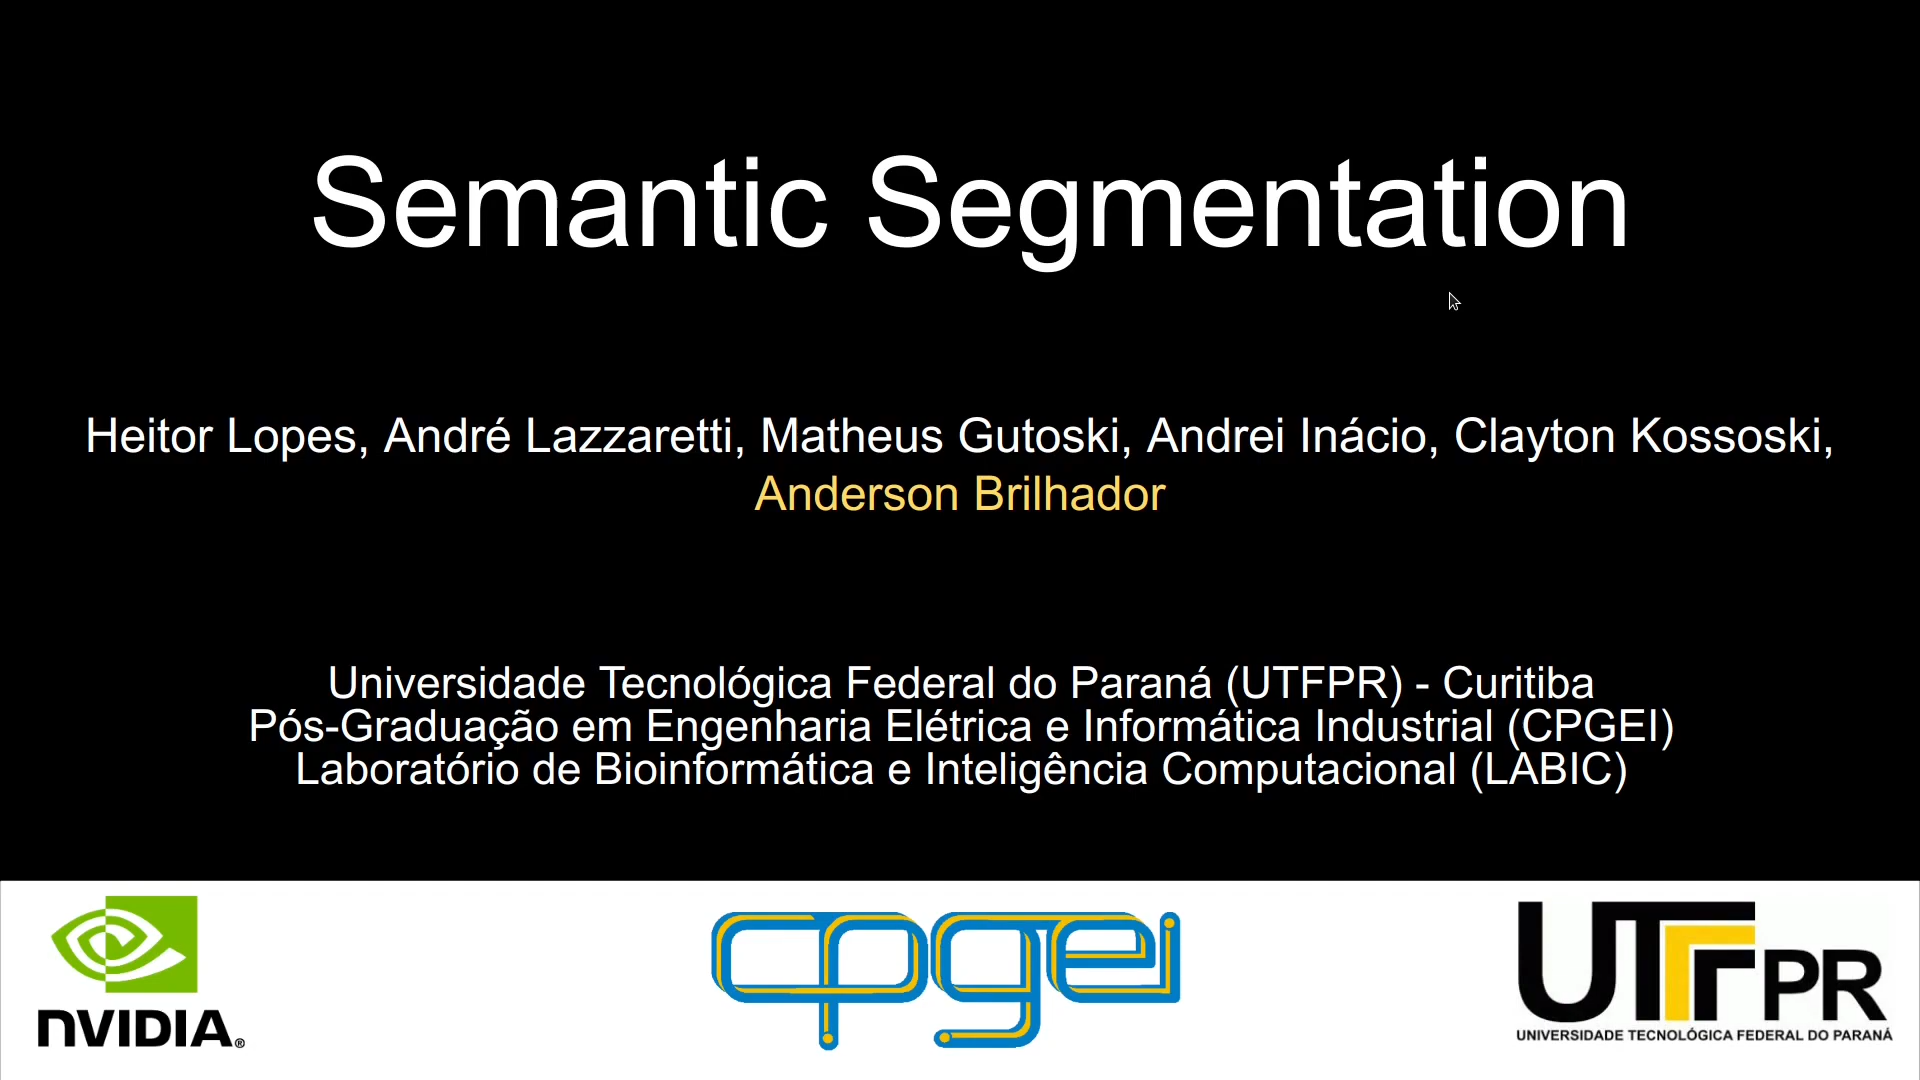 Semantic Segmentation
Heitor Lopes, André Lazzaretti, Matheus Gutoski, Andrei Inácio, Clayton Kossoski,
Anderson Brilhador
Universidade Tecnológica Federal do Paraná (UTFPR) - Curitiba
Pós-Graduação em Engenharia Elétrica e Informática Industrial (CPGEI)
Laboratório de Bioinformática e Inteligência Computacional (LABIC)
NVIDIA®
cpgei
UTFPR
UNIVERSIDADE TECNOLÓGICA FEDERAL DO PARANÁ